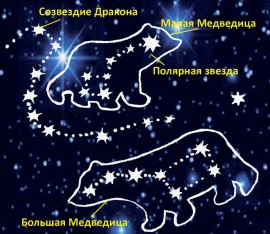 Созвездие Дракона
Малая Медведица
Полярная звезда
Большая Медведица